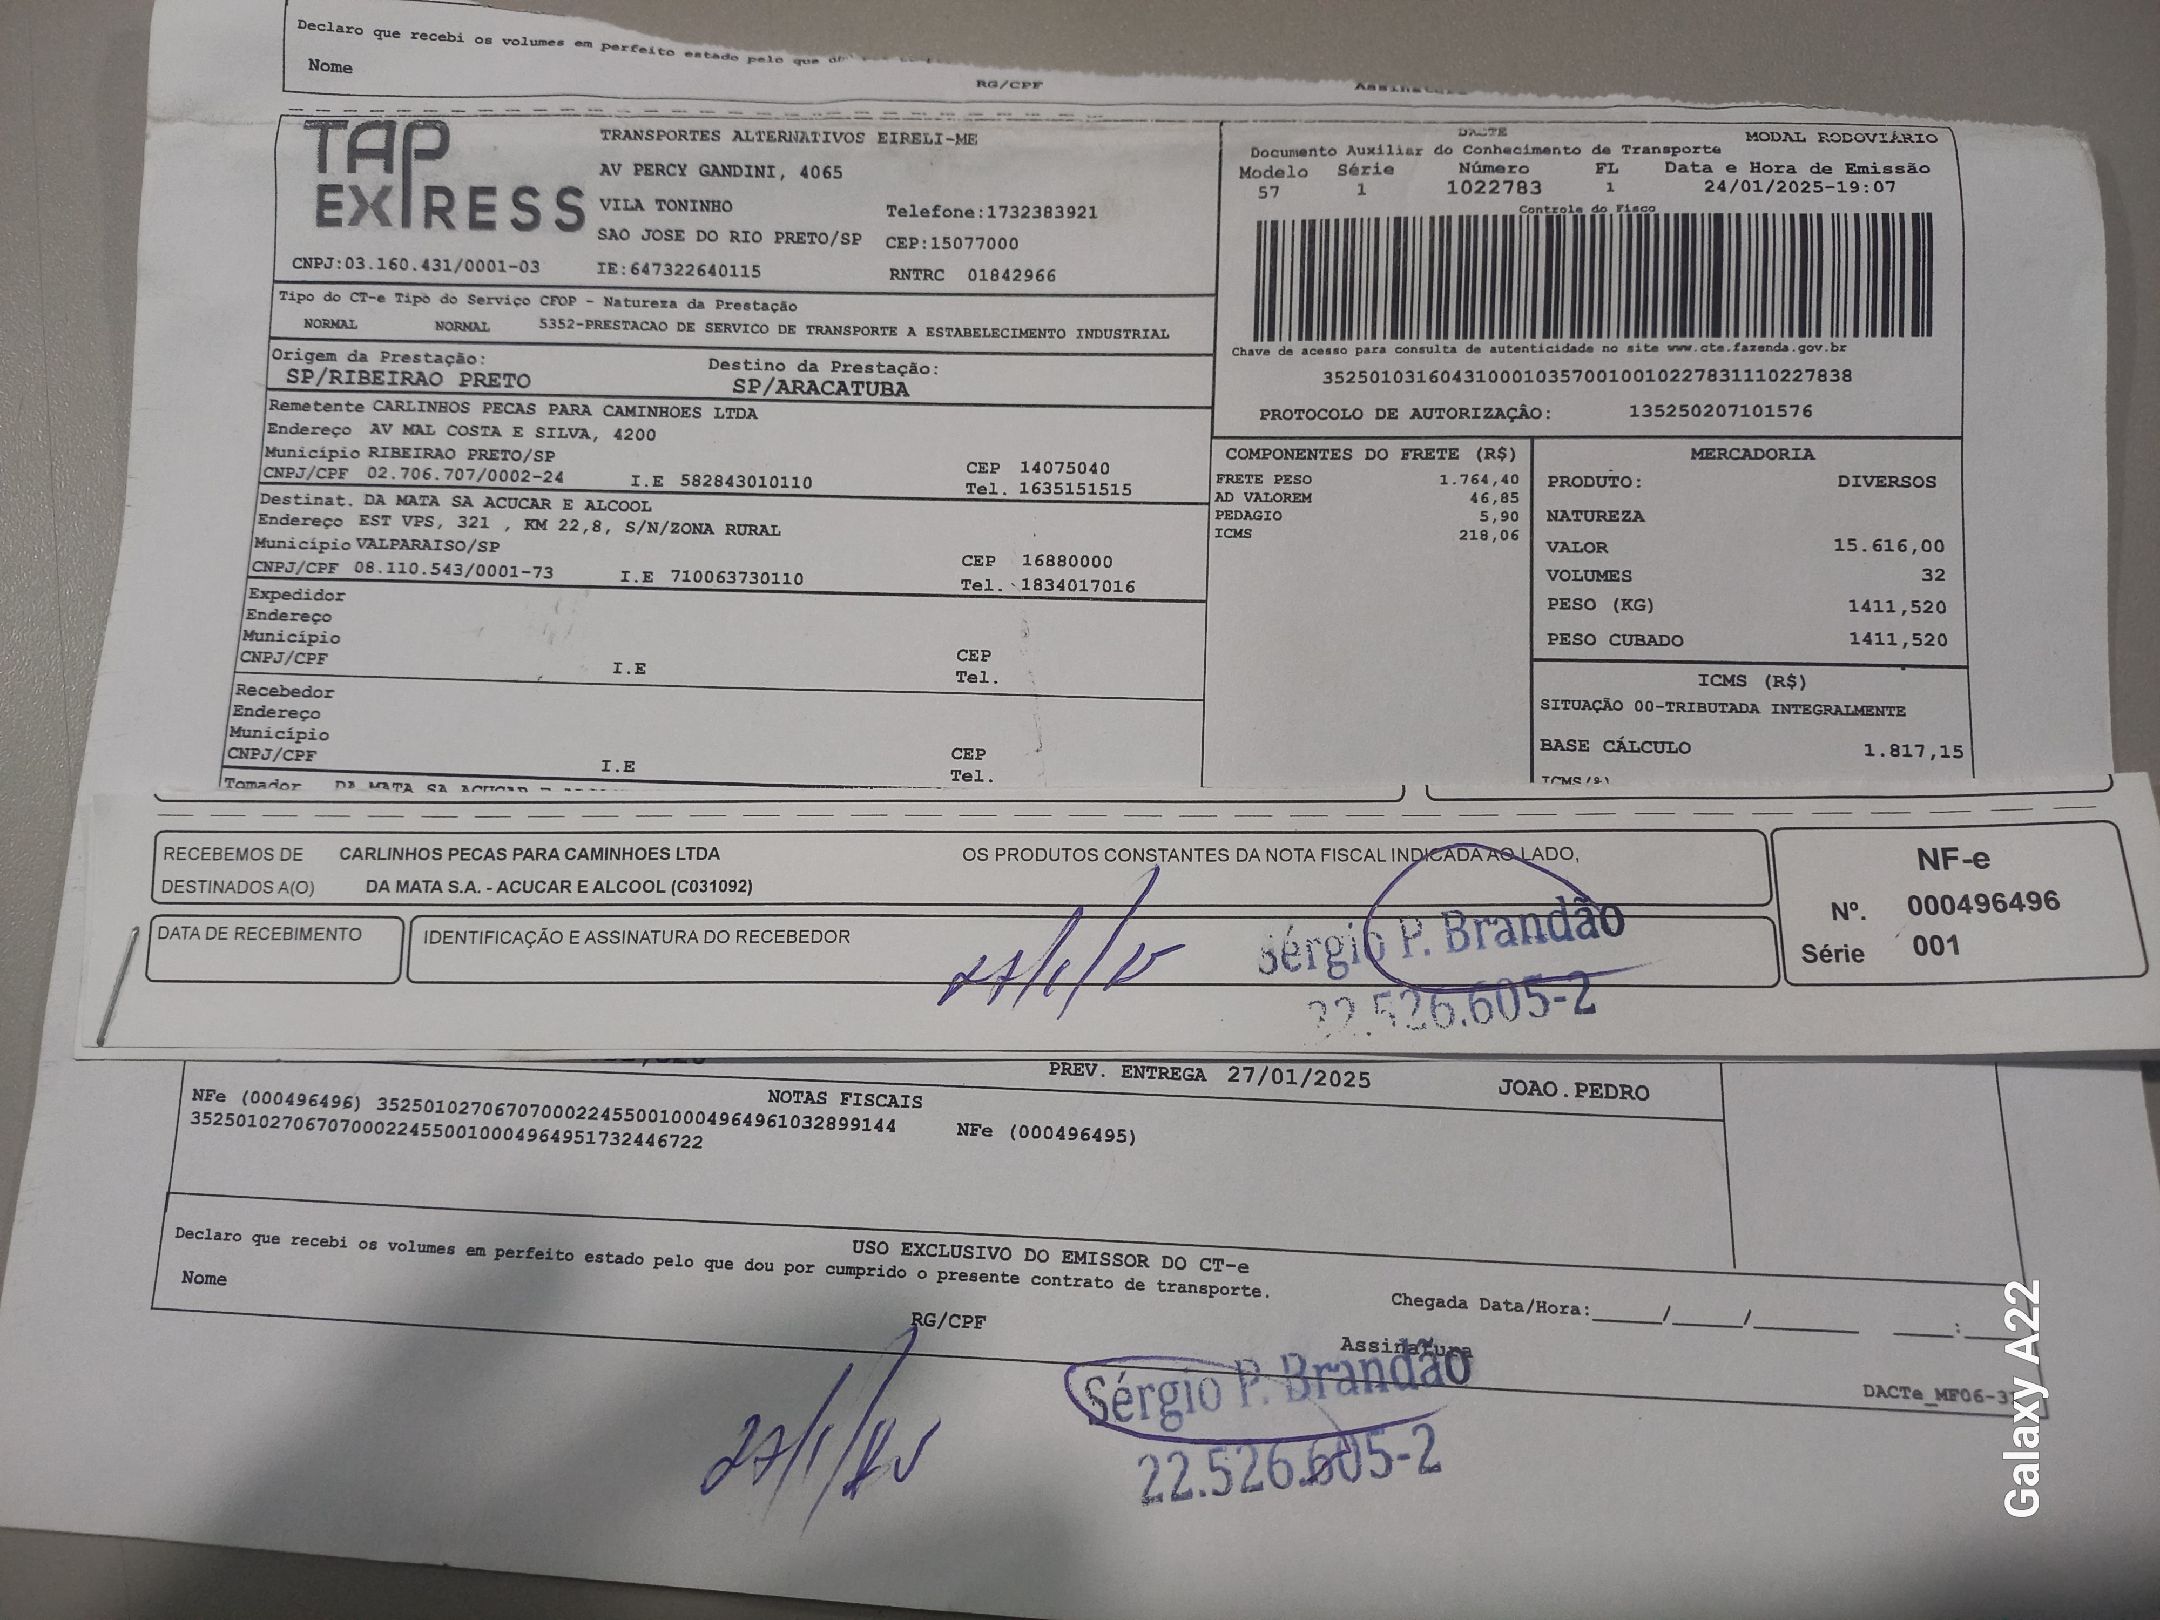 Declaro que recebi os volumes em perfeito estado pelo que
Nome
RG/CPF
TAP EXPRESS
TRANSPORTES ALTERNATIVOS EIRELI-ME
AV PERCY GANDINI, 4065
VILA TONINHO Telefone:1732383921
SAO JOSE DO RIO PRETO/SP CEP:15077000
CNPJ:03.160.431/0001-03 IE:647322640115 RNTRC 01842966
DACTE MODAL RODOVIÁRIO
Documento Auxiliar do Conhecimento de Transporte
Modelo Série Número FL Data e Hora de Emissão
57 1 1022783 1 24/01/2025-19:07
Controle do Fisco
Chave de acesso para consulta de autenticidade no site www.cte.fazenda.gov.br
35250103160431000103570010010227831110227838
PROTOCOLO DE AUTORIZAÇÃO: 135250207101576
Tipo do CT-e Tipo do Serviço CFOP - Natureza da Prestação
NORMAL NORMAL 5352-PRESTACAO DE SERVICO DE TRANSPORTE A ESTABELECIMENTO INDUSTRIAL
Origem da Prestação: Destino da Prestação:
SP/RIBEIRAO PRETO SP/ARACATUBA
Remetente CARLINHOS PECAS PARA CAMINHOES LTDA
Endereço AV MAL COSTA E SILVA, 4200
Município RIBEIRAO PRETO/SP CEP 14075040
CNPJ/CPF 02.706.707/0002-24 I.E 582843010110 Tel. 1635151515
Destinat. DA MATA SA ACUCAR E ALCOOL
Endereço EST VPS, 321 , KM 22,8, S/N/ZONA RURAL
Município VALPARAISO/SP CEP 16880000
CNPJ/CPF 08.110.543/0001-73 I.E 710063730110 Tel. 1834017016
Expedidor
Endereço
Município CEP
CNPJ/CPF I.E Tel.
Recebedor
Endereço
Município CEP
CNPJ/CPF I.E Tel.
Tomador DA MATA SA ACUCAR E
COMPONENTES DO FRETE (R$)
FRETE PESO 1.764,40
AD VALOREM 46,85
PEDAGIO 5,90
ICMS 218,06
MERCADORIA
PRODUTO: DIVERSOS
NATUREZA
VALOR 15.616,00
VOLUMES 32
PESO (KG) 1411,520
PESO CUBADO 1411,520
ICMS (R$)
SITUAÇÃO 00-TRIBUTADA INTEGRALMENTE
BASE CÁLCULO 1.817,15
RECEBEMOS DE CARLINHOS PECAS PARA CAMINHOES LTDA OS PRODUTOS CONSTANTES DA NOTA FISCAL INDICADA AO LADO,
DESTINADOS A(O) DA MATA S.A. - ACUCAR E ALCOOL (C031092)
DATA DE RECEBIMENTO IDENTIFICAÇÃO E ASSINATURA DO RECEBEDOR
27/1/25
Sérgio P. Brandão
22.526.605-2
NF-e
Nº. 000496496
Série 001
PREV. ENTREGA 27/01/2025 JOAO.PEDRO
NOTAS FISCAIS
NFe (000496496) 35250102706707000224550010004964961032899144 NFe (000496495)
35250102706707000224550010004964951732446722
USO EXCLUSIVO DO EMISSOR DO CT-e
Declaro que recebi os volumes em perfeito estado pelo que dou por cumprido o presente contrato de transporte.
Nome Chegada Data/Hora:_____/_____/_______ ____:____
RG/CPF Assinatura
27/1/25
Sérgio P. Brandão
22.526.605-2
DACTe_MF06-3
Galaxy A22